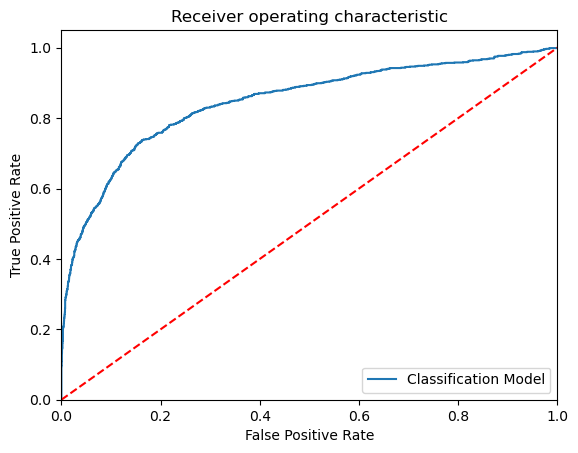 Receiver operating characteristic
True Positive Rate
1.0
0.8
0.6
0.4
0.2
0.0
Classification Model
0.0 0.2 0.4 0.6 0.8 1.0
False Positive Rate